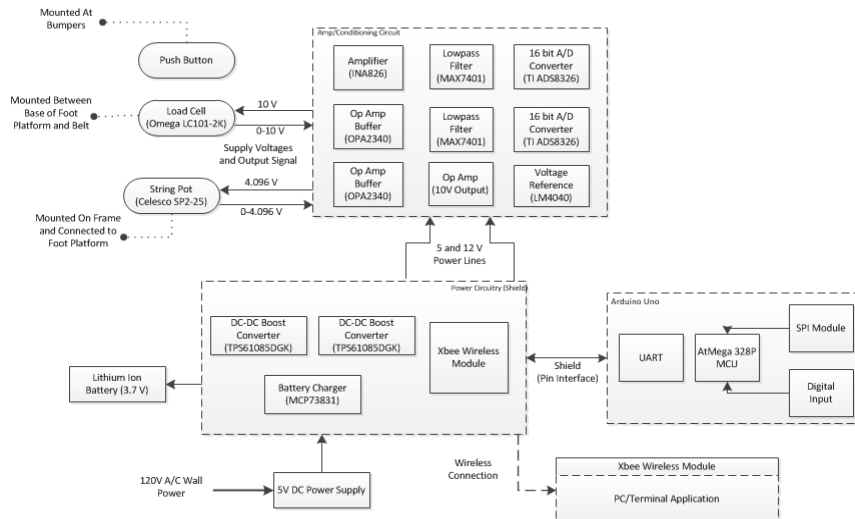 Mounted At
Bumpers
Push Button
Mounted Between
Base of Foot
Platform and Belt
Load Cell
(Omega LC101-2K)
10 V
0-10 V
Supply Voltages
and Output Signal
String Pot
(Celesco SP2-25)
4.096 V
0-4.096 V
Mounted On Frame
and Connected to
Foot Platform
Amp/Conditioning Circuit
Amplifier
(INA826)
Lowpass
Filter
(MAX7401)
16 bit A/D
Converter
(TI ADS8326)
Op Amp
Buffer
(OPA2340)
Lowpass
Filter
(MAX7401)
16 bit A/D
Converter
(TI ADS8326)
Op Amp
Buffer
(OPA2340)
Op Amp
(10V Output)
Voltage
Reference
(LM4040)
5 and 12 V
Power Lines
Power Circuitry (Shield)
DC-DC Boost
Converter
(TPS61085DGK)
DC-DC Boost
Converter
(TPS61085DGK)
Xbee Wireless
Module
Battery Charger
(MCP73831)
Lithium Ion
Battery (3.7 V)
120V A/C Wall
Power
5V DC Power Supply
Shield
(Pin Interface)
Arduino Uno
UART
AtMega 328P
MCU
SPI Module
Digital
Input
Wireless
Connection
Xbee Wireless Module
PC/Terminal Application